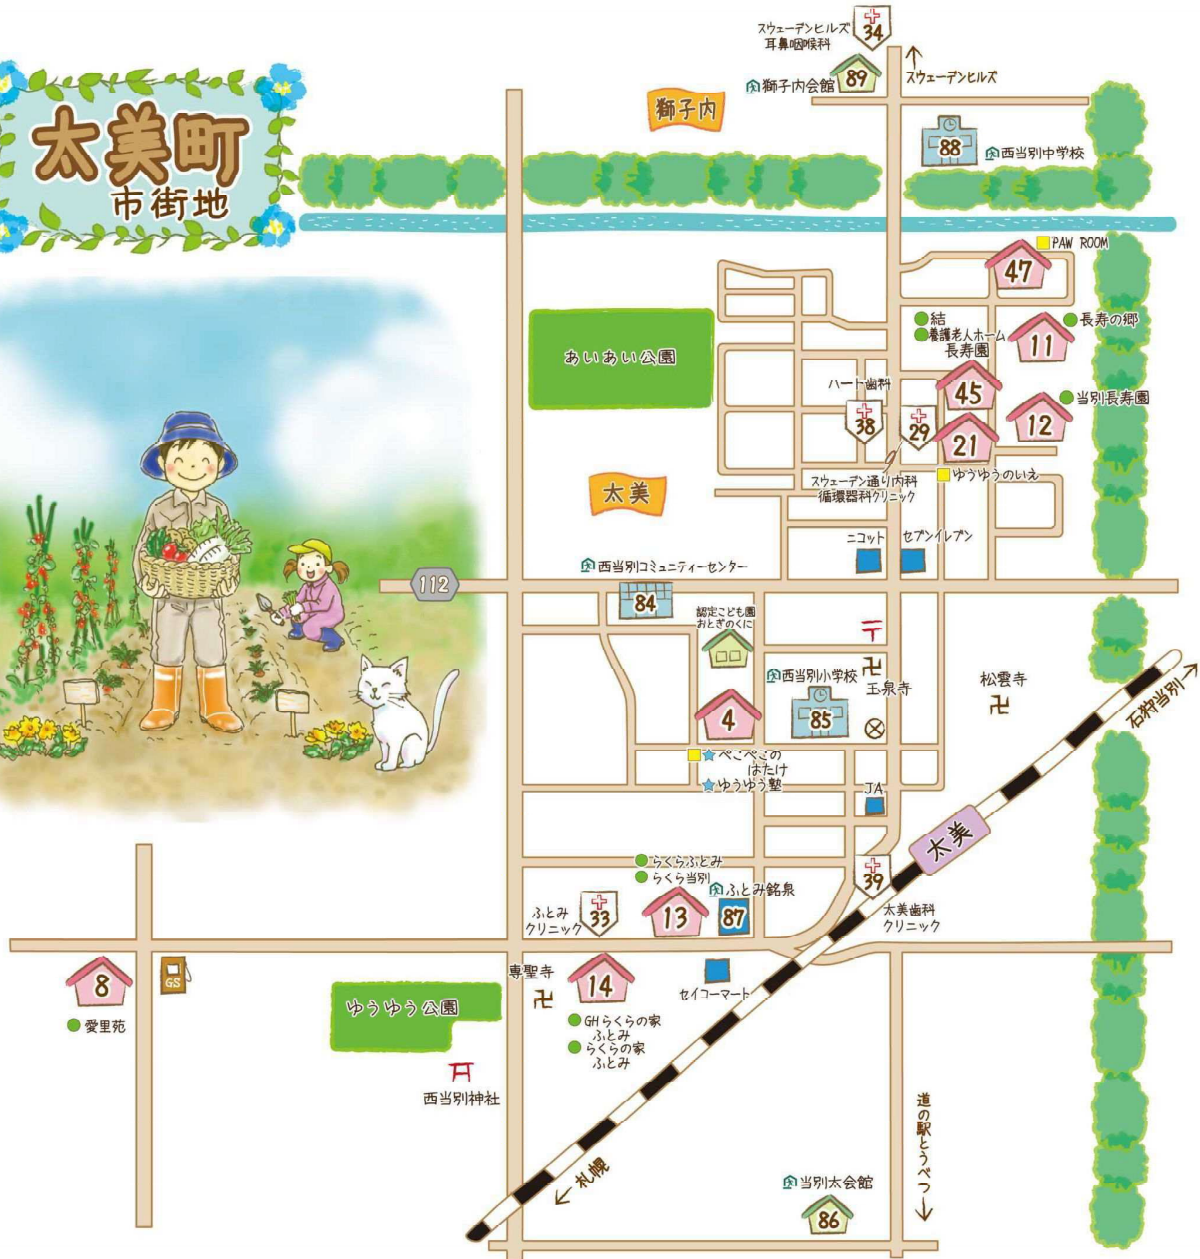 太美町
市街地
スウェーデンヒルズ
耳鼻咽喉科
34
獅子内会館
89
スウェーデンヒルズ
獅子内
88
西当別中学校
PAW ROOM
47
結
養護老人ホーム
長寿園
長寿の郷
11
あいあい公園
ハート歯科
38
29
45
当別長寿園
12
21
スウェーデン通り内科
循環器科クリニック
ゆうゆうのいえ
太美
ニコット
セブンイレブン
西当別コミュニティーセンター
112
84
認定こども園
おとぎのくに
西当別小学校
玉泉寺
松雲寺
4
85
石狩当別
ぺこぺこの
はたけ
ゆうゆう塾
JA
太美
らくらふとみ
らくら当別
ふとみ銘泉
39
ふとみ
クリニック
33
13
87
太美歯科
クリニック
8
GS
愛里苑
専聖寺
14
セイコーマート
ゆうゆう公園
GHらくらの家
ふとみ
らくらの家
ふとみ
西当別神社
道の駅とうべつ
札幌
当別太会館
86